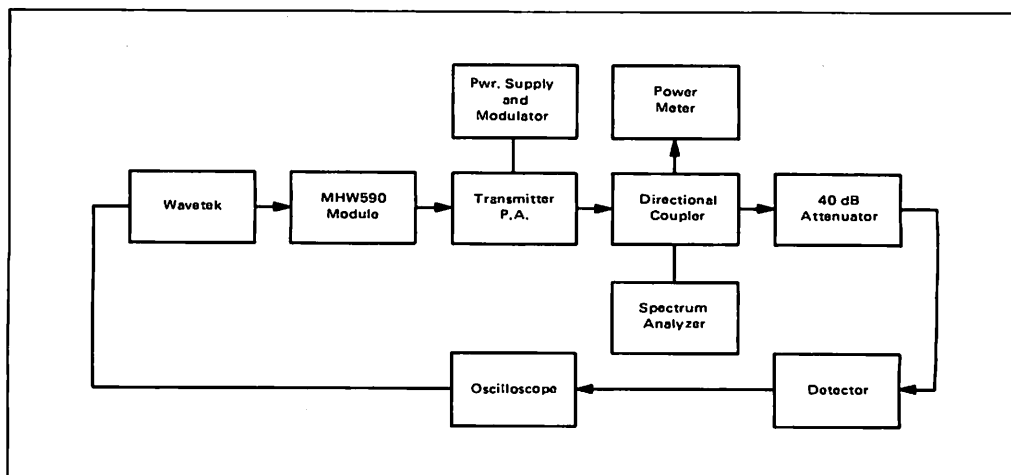 Pwr. Supply
and
Modulator
Power
Meter
Wavetek
MHW590
Module
Transmitter
P.A.
Directional
Coupler
40 dB
Attenuator
Spectrum
Analyzer
Oscilloscope
Detector